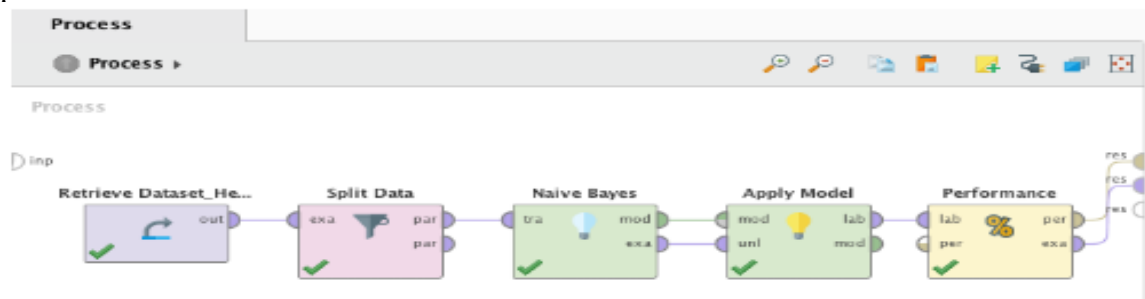 Process
Process ▸
Process
inp
res
res
res
Retrieve Dataset_He...
Split Data
Naive Bayes
Apply Model
Performance
out
exa
par
par
tra
mod
exa
mod
lab
unl
mod
lab
per
per
exa